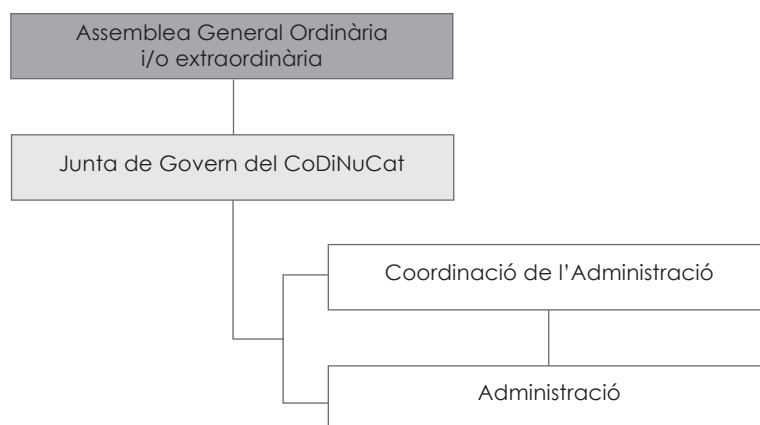 Assemblea General Ordinària
i/o extraordinària
Junta de Govern del CoDiNuCat
Coordinació de l’Administració
Administració